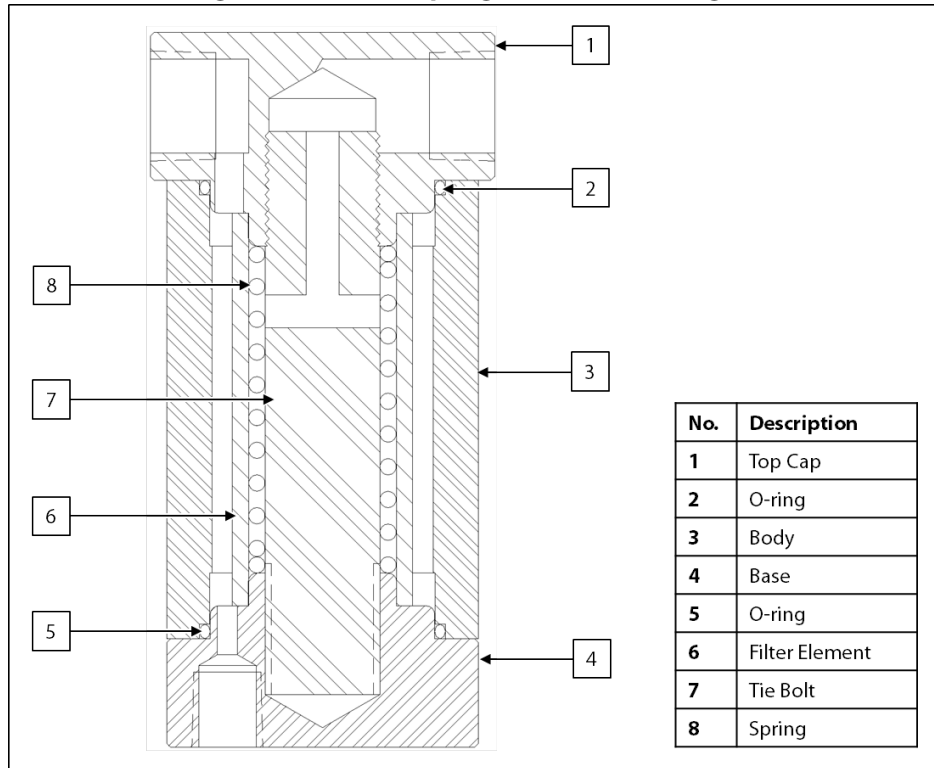 1
2
8
3
7
6
5
4
No. Description
1 Top Cap
2 O-ring
3 Body
4 Base
5 O-ring
6 Filter Element
7 Tie Bolt
8 Spring